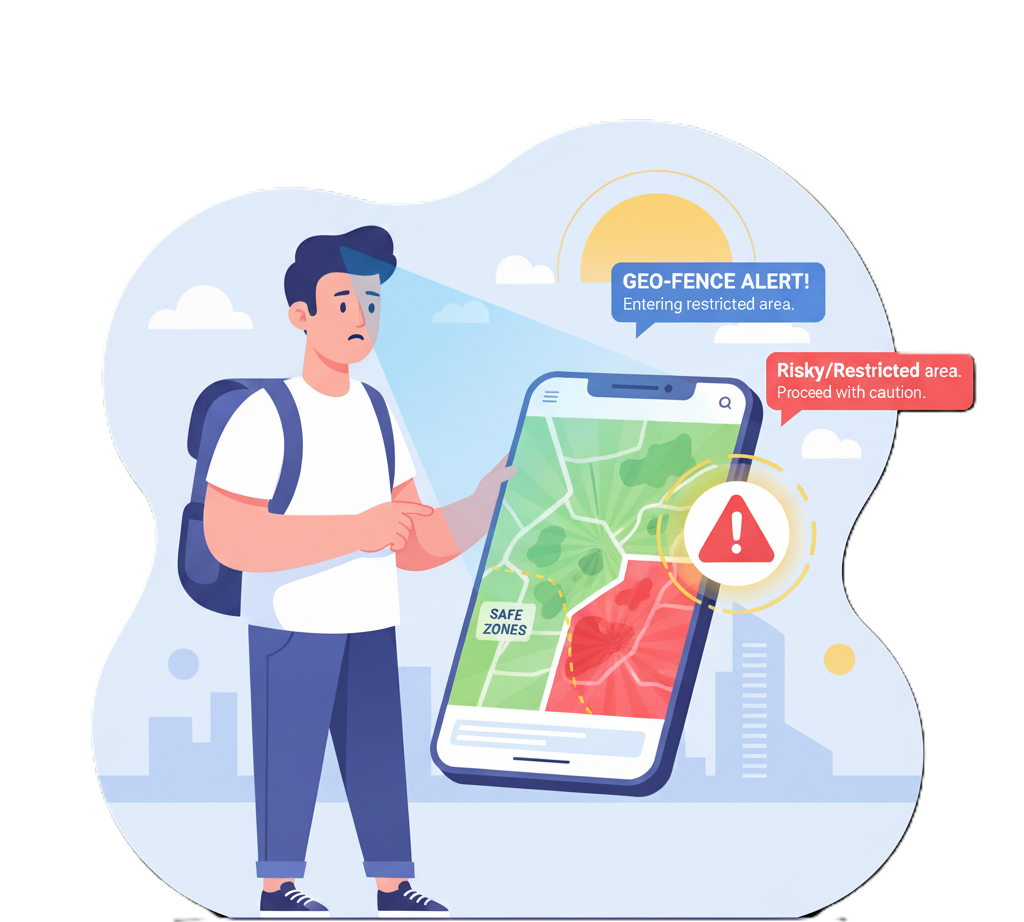 GEO-FENCE ALERT!
Entering restricted area.
Risky/Restricted area.
Proceed with caution.
SAFE
ZONES